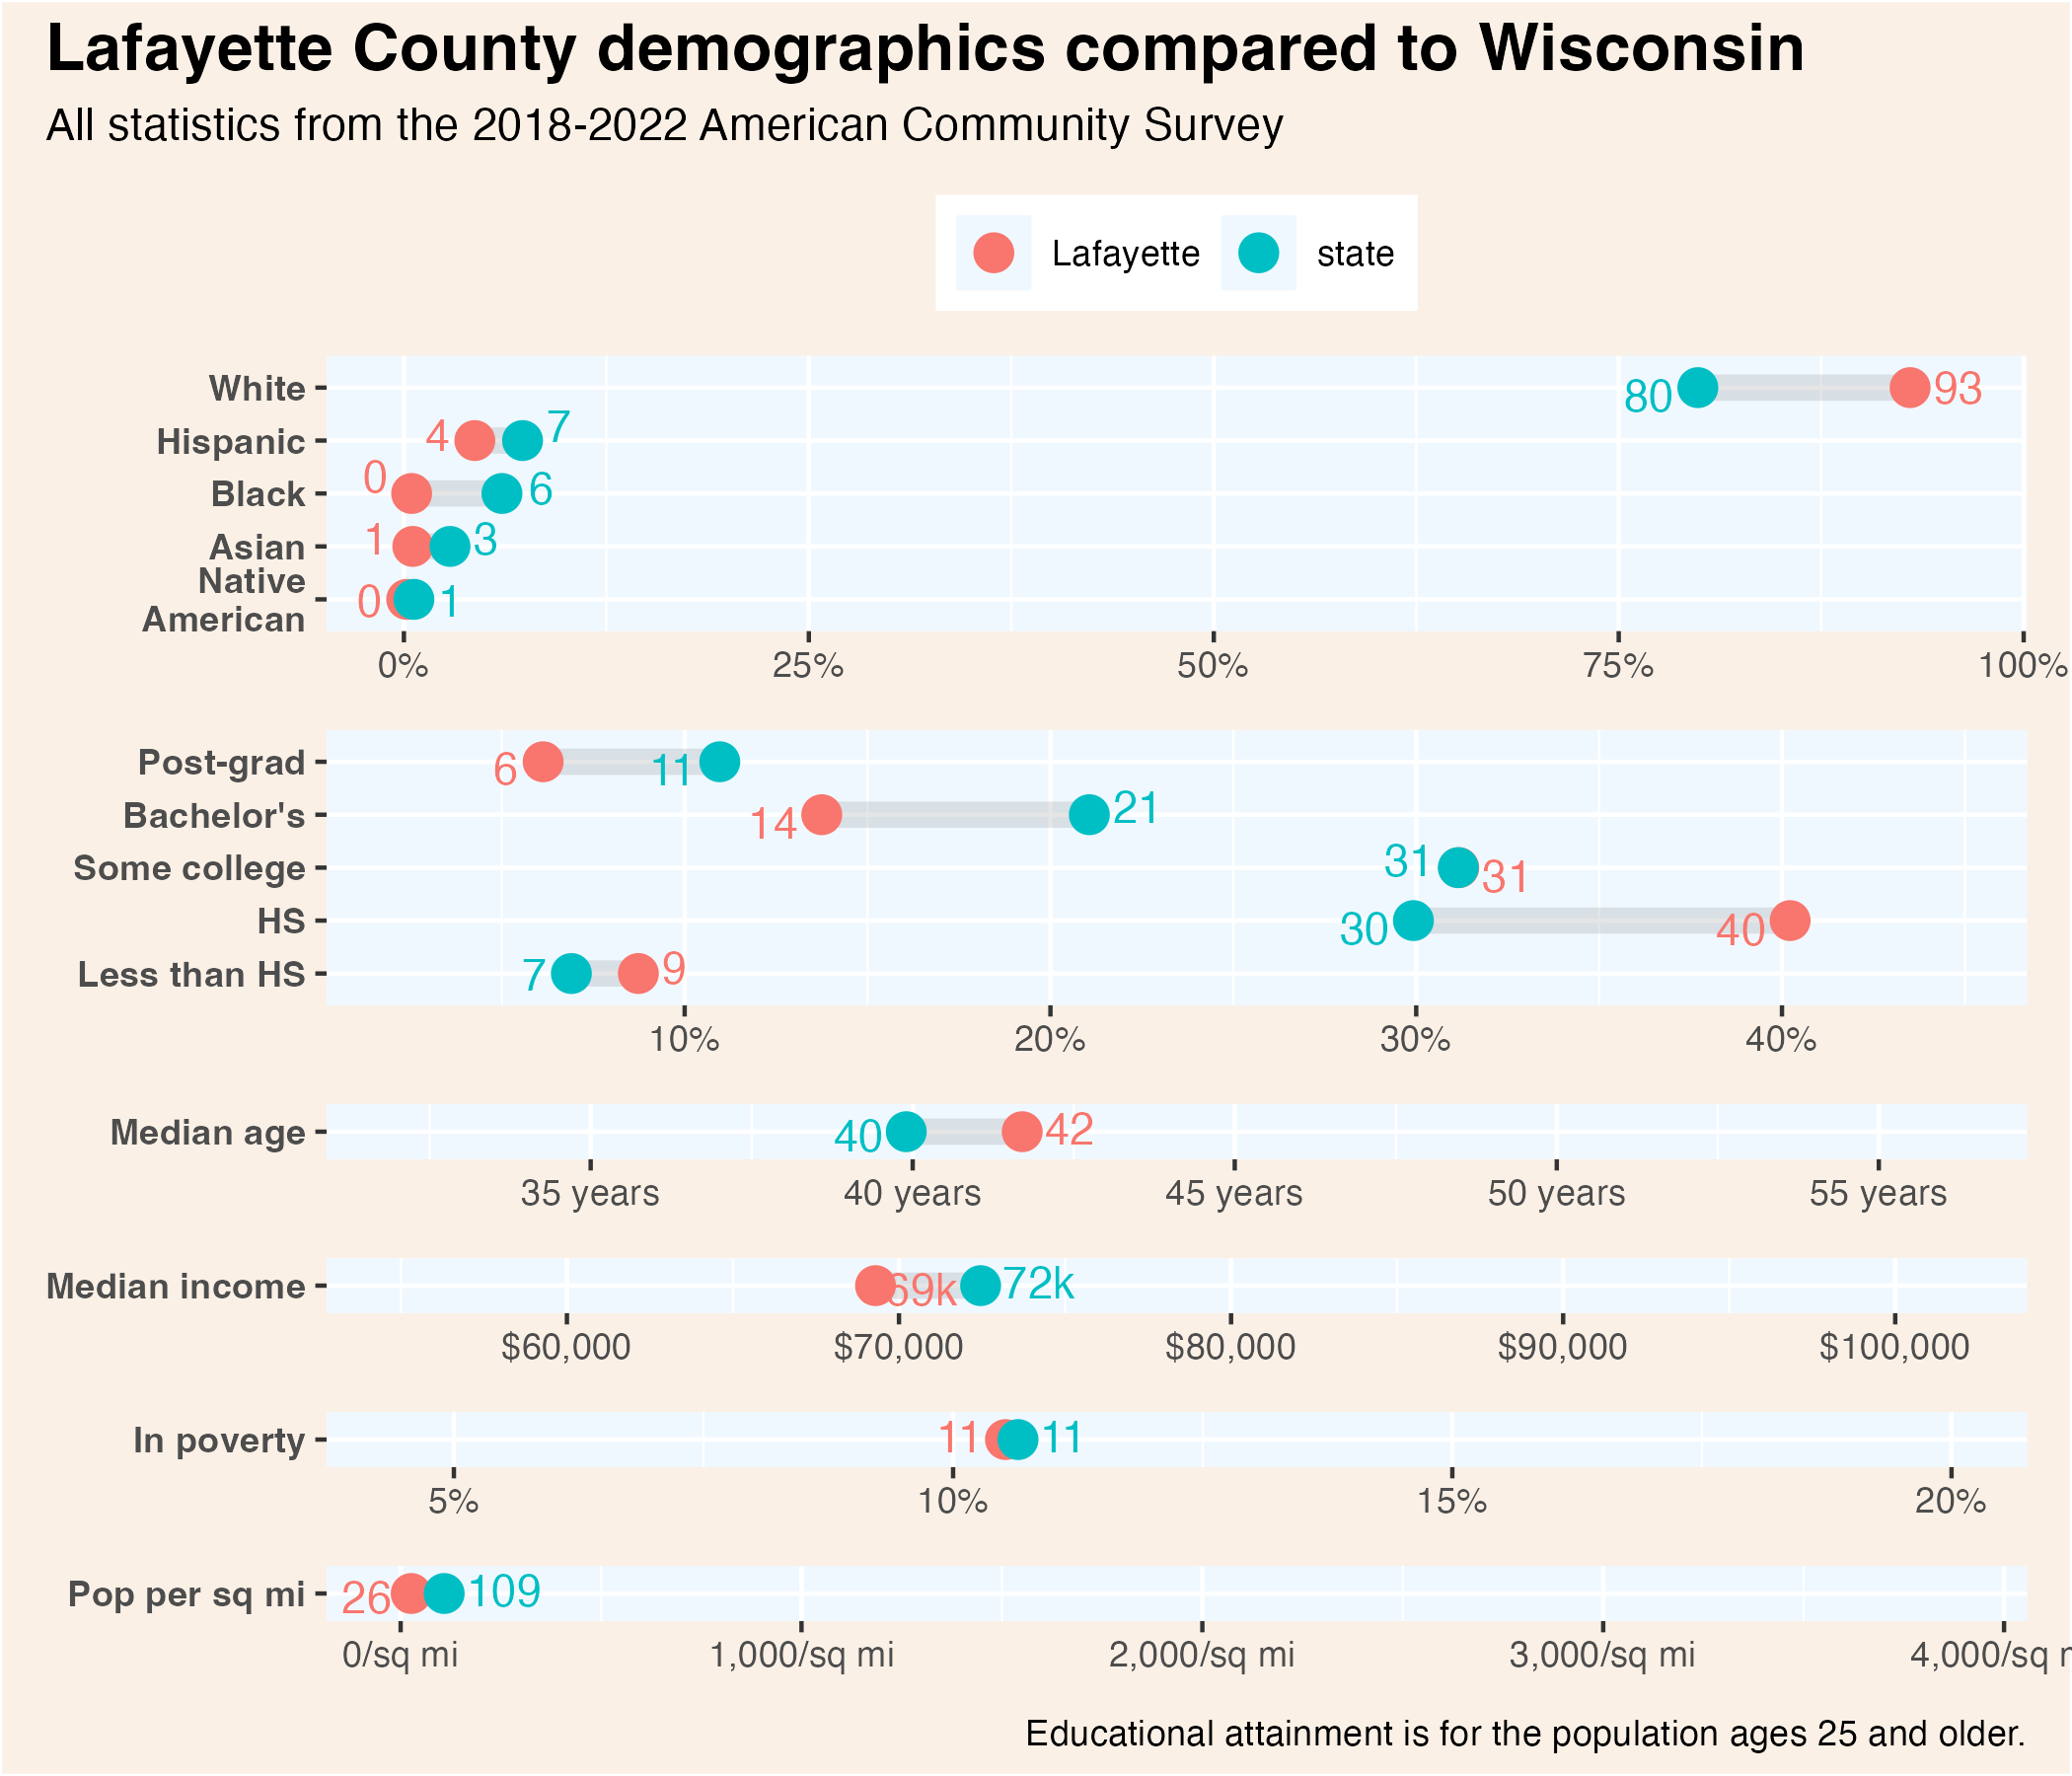 Lafayette County demographics compared to Wisconsin
All statistics from the 2018-2022 American Community Survey
Lafayette state
White 80 93
Hispanic 4 7
Black 0 6
Asian 1 3
Native
American 0 1
0% 25% 50% 75% 100%
Post-grad 6 11
Bachelor's 14 21
Some college 31 31
HS 30 40
Less than HS 7 9
10% 20% 30% 40%
Median age 40 42
35 years 40 years 45 years 50 years 55 years
Median income 69k 72k
$60,000 $70,000 $80,000 $90,000 $100,000
In poverty 11 11
5% 10% 15% 20%
Pop per sq mi 26 109
0/sq mi 1,000/sq mi 2,000/sq mi 3,000/sq mi 4,000/sq
Educational attainment is for the population ages 25 and older.